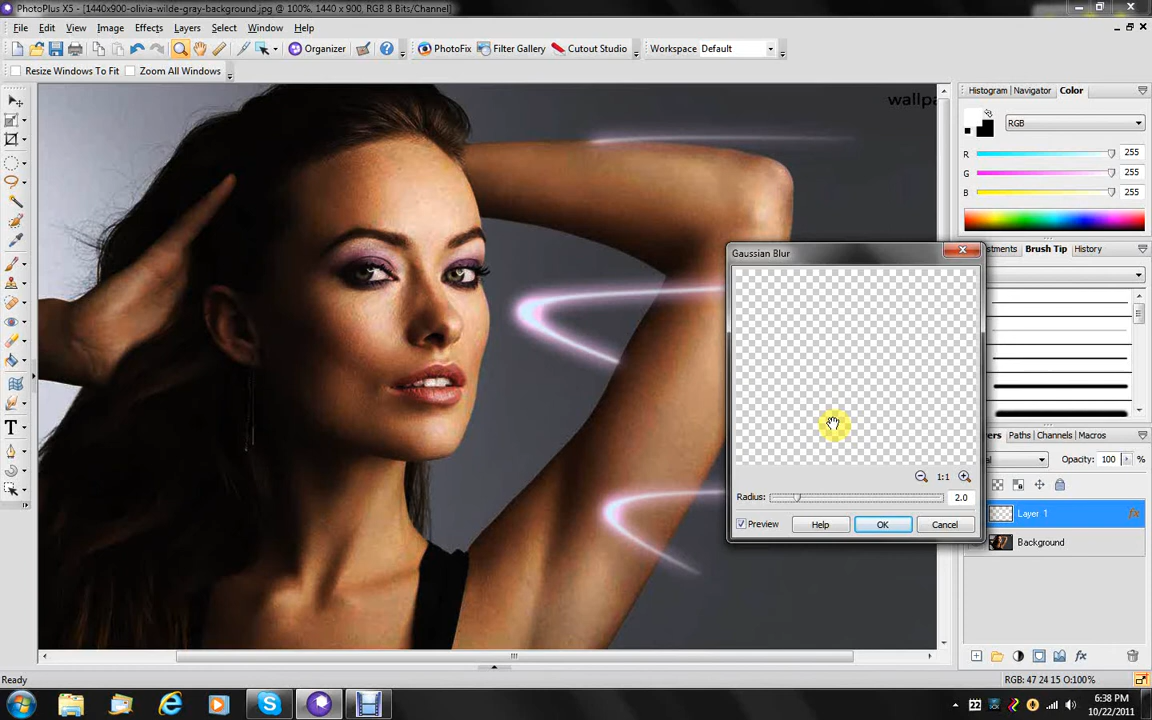 PhotoPlus X5 - [1440x900-olivia-wilde-gray-background.jpg @ 100%, 1440 x 900, RGB 8 Bits/Channel]
File Edit View Image Effects Layers Select Window Help
Organizer PhotoFix Filter Gallery Cutout Studio Workspace Default
Resize Windows To Fit Zoom All Windows
Histogram Navigator Color
RGB
R 255
G 255
B 255
Brush Tip History
Gaussian Blur
1:1
Radius: 2.0
Preview Help OK Cancel
Paths Channels Macros
Opacity: 100 %
Layer 1 fx
Background
fx
Ready
RGB: 47 24 15 O:100%
T
22
6:38 PM
10/22/2011